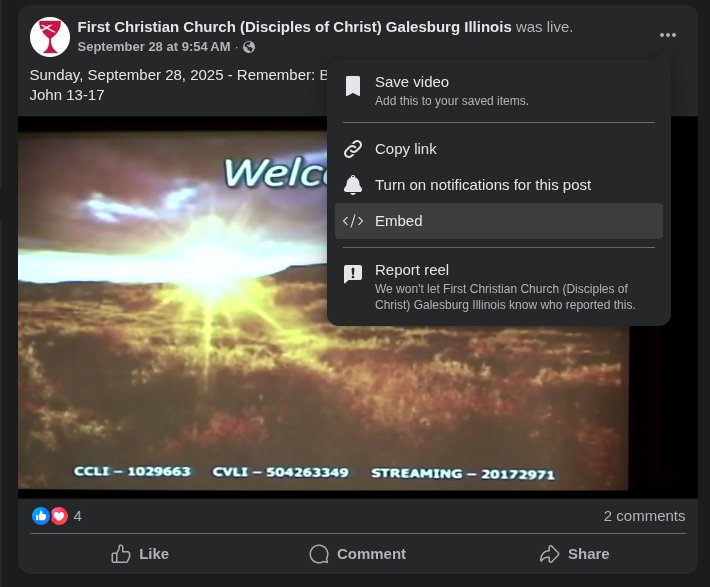 First Christian Church (Disciples of Christ) Galesburg Illinois was live.
September 28 at 9:54 AM ·
Sunday, September 28, 2025 - Remember:
John 13-17
Save video
Add this to your saved items.
Copy link
Turn on notifications for this post
Embed
Report reel
We won't let First Christian Church (Disciples of
Christ) Galesburg Illinois know who reported this.
CCLI – 1029663 CVLI – 504263349 STREAMING – 20172971
4
2 comments
Like
Comment
Share